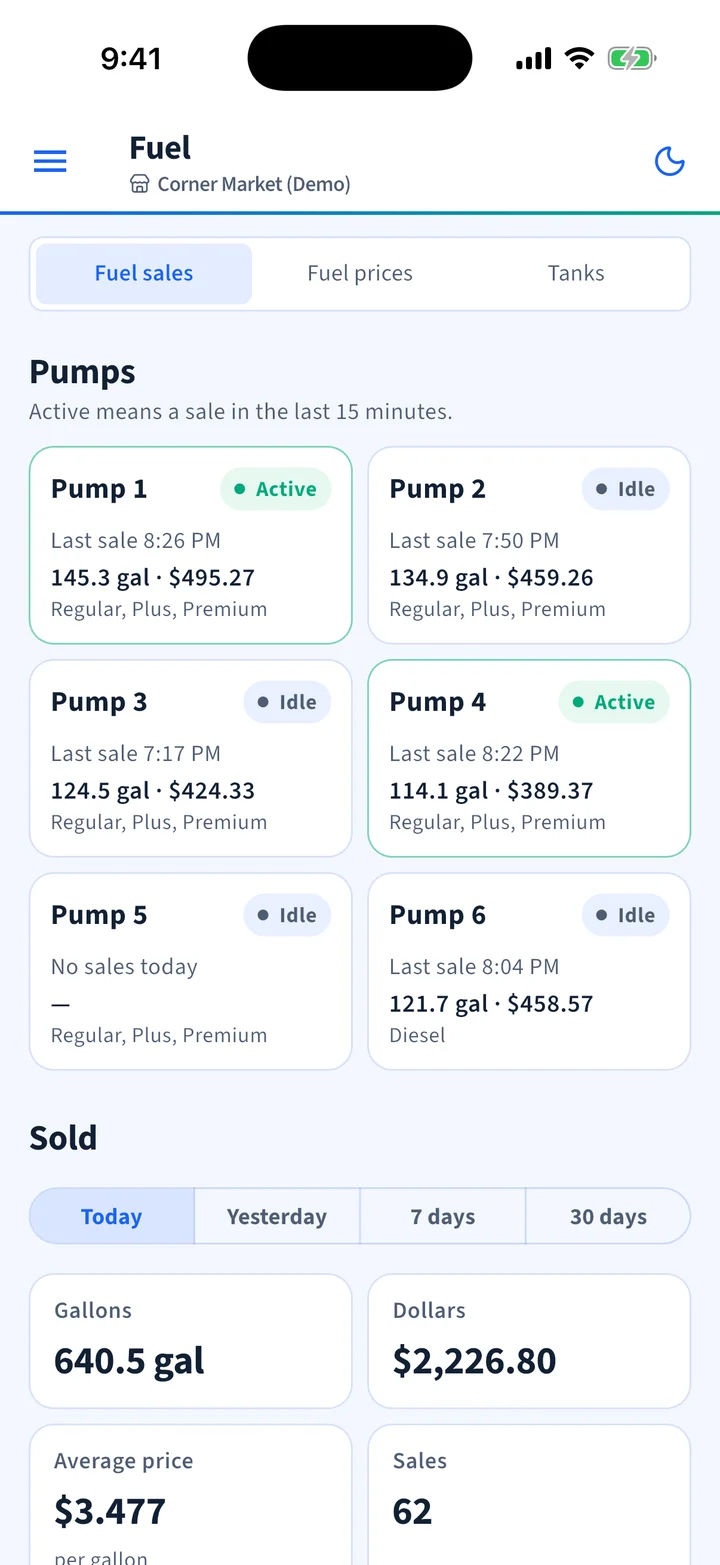 9:41
Fuel
Corner Market (Demo)
Fuel sales Fuel prices Tanks
Pumps
Active means a sale in the last 15 minutes.
Pump 1 Active
Last sale 8:26 PM
145.3 gal · $495.27
Regular, Plus, Premium
Pump 2 Idle
Last sale 7:50 PM
134.9 gal · $459.26
Regular, Plus, Premium
Pump 3 Idle
Last sale 7:17 PM
124.5 gal · $424.33
Regular, Plus, Premium
Pump 4 Active
Last sale 8:22 PM
114.1 gal · $389.37
Regular, Plus, Premium
Pump 5 Idle
No sales today
—
Regular, Plus, Premium
Pump 6 Idle
Last sale 8:04 PM
121.7 gal · $458.57
Diesel
Sold
Today Yesterday 7 days 30 days
Gallons
640.5 gal
Dollars
$2,226.80
Average price
$3.477
per gallon
Sales
62